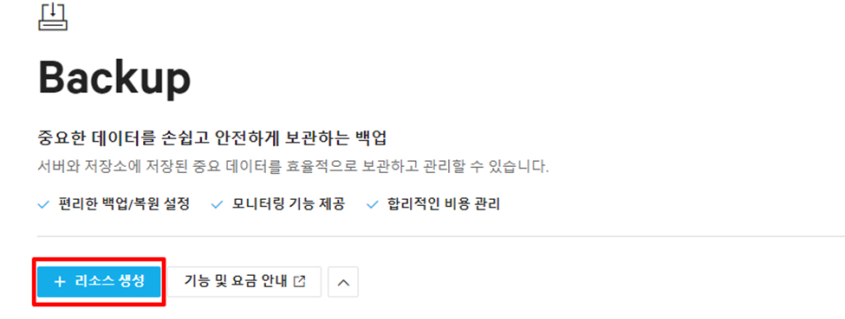 Backup
중요한 데이터를 손쉽고 안전하게 보관하는 백업
서버와 저장소에 저장된 중요 데이터를 효율적으로 보관하고 관리할 수 있습니다.
편리한 백업/복원 설정 모니터링 기능 제공 합리적인 비용 관리
+ 리소스 생성 기능 및 요금 안내